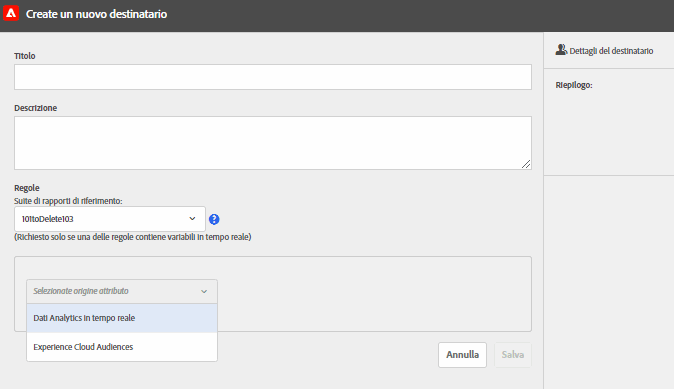 Create un nuovo destinatario
Dettagli del destinatario
Titolo
Riepilogo:
Descrizione
Regole
Suite di rapporti di riferimento:
101toDelete103
(Richiesto solo se una delle regole contiene variabili in tempo reale)
Selezionate origine attributo
Dati Analytics in tempo reale
Experience Cloud Audiences
Annulla
Salva